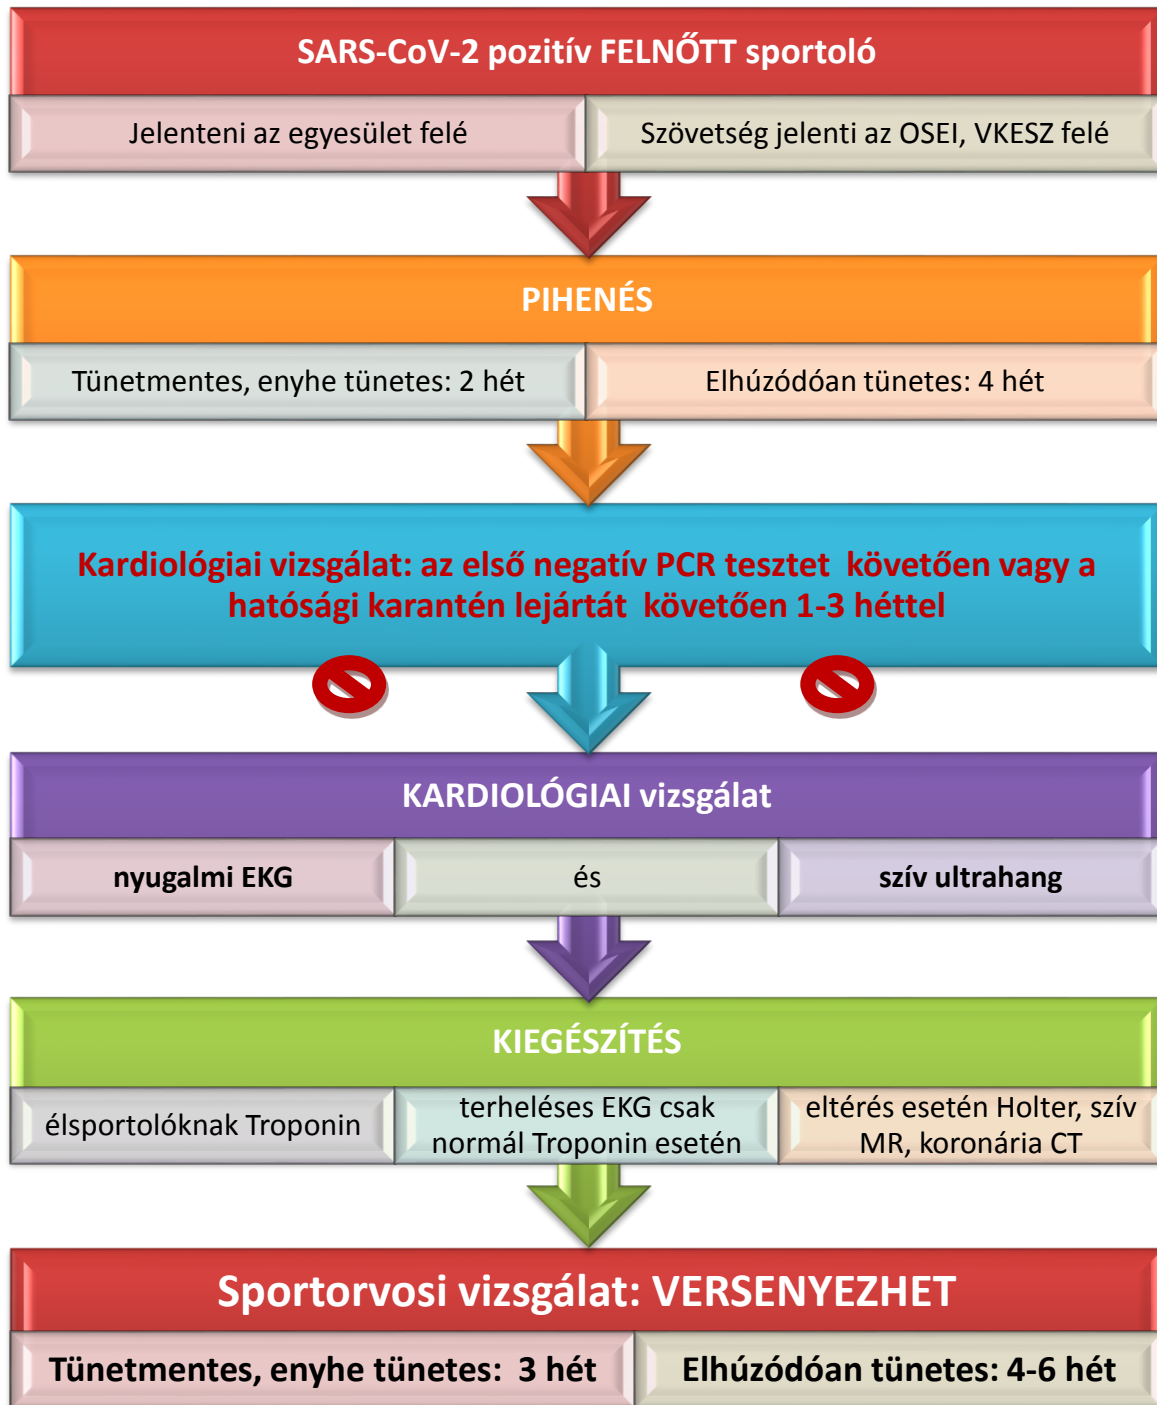 SARS-CoV-2 pozitív FELNŐTT sportoló
Jelenteni az egyesület felé
Szövetség jelenti az OSEI, VKESZ felé
PIHENÉS
Tünetmentes, enyhe tünetes: 2 hét
Elhúzódóan tünetes: 4 hét
Kardiológiai vizsgálat: az első negatív PCR tesztet követően vagy a
hatósági karantén lejártát követően 1-3 héttel
KARDIOLÓGIAI vizsgálat
nyugalmi EKG
és
szív ultrahang
KIEGÉSZÍTÉS
élsportolóknak Troponin
terheléses EKG csak
normál Troponin esetén
eltérés esetén Holter, szív
MR, koronária CT
Sportorvosi vizsgálat: VERSENYEZHET
Tünetmentes, enyhe tünetes: 3 hét
Elhúzódóan tünetes: 4-6 hét